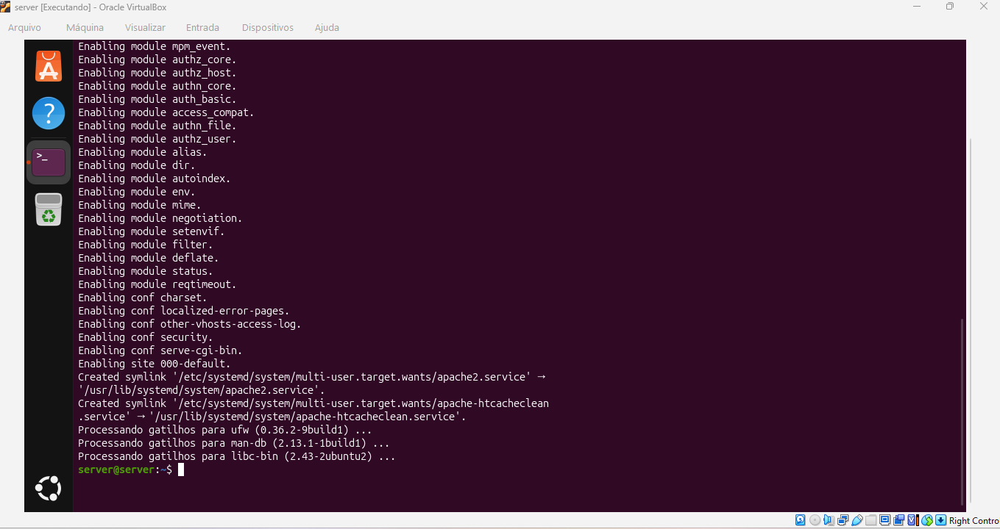 server [Executando] - Oracle VirtualBox
Arquivo Máquina Visualizar Entrada Dispositivos Ajuda
Enabling module mpm_event.
Enabling module authz_core.
Enabling module authz_host.
Enabling module authn_core.
Enabling module auth_basic.
Enabling module access_compat.
Enabling module authn_file.
Enabling module authz_user.
Enabling module alias.
Enabling module dir.
Enabling module autoindex.
Enabling module env.
Enabling module mime.
Enabling module negotiation.
Enabling module setenvif.
Enabling module filter.
Enabling module deflate.
Enabling module status.
Enabling module reqtimeout.
Enabling conf charset.
Enabling conf localized-error-pages.
Enabling conf other-vhosts-access-log.
Enabling conf security.
Enabling conf serve-cgi-bin.
Enabling site 000-default.
Created symlink '/etc/systemd/system/multi-user.target.wants/apache2.service' →
'/usr/lib/systemd/system/apache2.service'.
Created symlink '/etc/systemd/system/multi-user.target.wants/apache-htcacheclean
.service' → '/usr/lib/systemd/system/apache-htcacheclean.service'.
Processando gatilhos para ufw (0.36.2-9build1) ...
Processando gatilhos para man-db (2.13.1-1build1) ...
Processando gatilhos para libc-bin (2.43-2ubuntu2) ...
server@server:~$
Right Contro